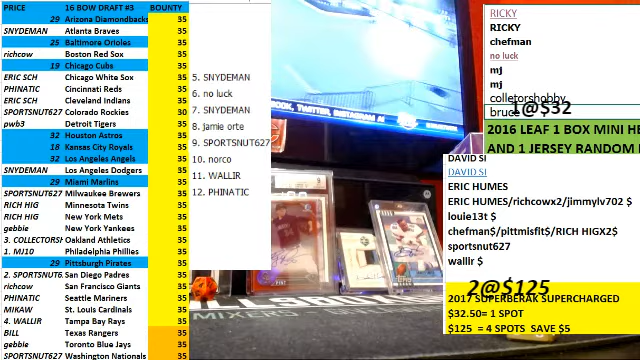 PRICE 16 BOW DRAFT #3 BOUNTY
29 Arizona Diamondbacks 35
SNYDEMAN Atlanta Braves 35
25 Baltimore Orioles 35
richcow Boston Red Sox 35
19 Chicago Cubs 35
ERIC SCH Chicago White Sox 35
PHINATIC Cincinnati Reds 35
ERIC SCH Cleveland Indians 35
SPORTSNUT627 Colorado Rockies 30
pwb3 Detroit Tigers 35
32 Houston Astros 35
18 Kansas City Royals 35
32 Los Angeles Angels 35
SNYDEMAN Los Angeles Dodgers 35
29 Miami Marlins 35
SPORTSNUT Milwaukee Brewers 35
RICH HIG Minnesota Twins 35
RICH HIG New York Mets 35
gebbie New York Yankees 35
3. COLLECTORSH Oakland Athletics 35
1. MJ10 Philadelphia Phillies 35
29 Pittsburgh Pirates 35
2. SPORTSNUT6 San Diego Padres 35
richcow San Francisco Giants 35
PHINATIC Seattle Mariners 35
MIKAW St. Louis Cardinals 35
4. WALLIR Tampa Bay Rays 35
BILL Texas Rangers 35
gebbie Toronto Blue Jays 35
SPORTSNUT Washington Nationals 35
5. SNYDEMAN
6. no luck
7. SNYDEMAN
8. jamie orte
9. SPORTSNUT627
10. norco
11. WALLIR
12. PHINATIC
BOOK, TWITTER, INSTAGRAM
RICKY
RICKY
chefman
no luck
mj
mj
colletorshobby
bruce
1@$32
2016 LEAF 1 BOX MINI HE
AND 1 JERSEY RANDOM
DAVID SI
DAVID SI
ERIC HUMES
ERIC HUMES/richcowx2/jimmylv702 $
louie13t $
chefman$/pittmisfit$/RICH HIGX2$
sportsnut627
wallir $
2@$125
2017 SUPERBERAK SUPERCHARGED
$32.50= 1 SPOT
$125 = 4 SPOTS SAVE $5
MIXERS